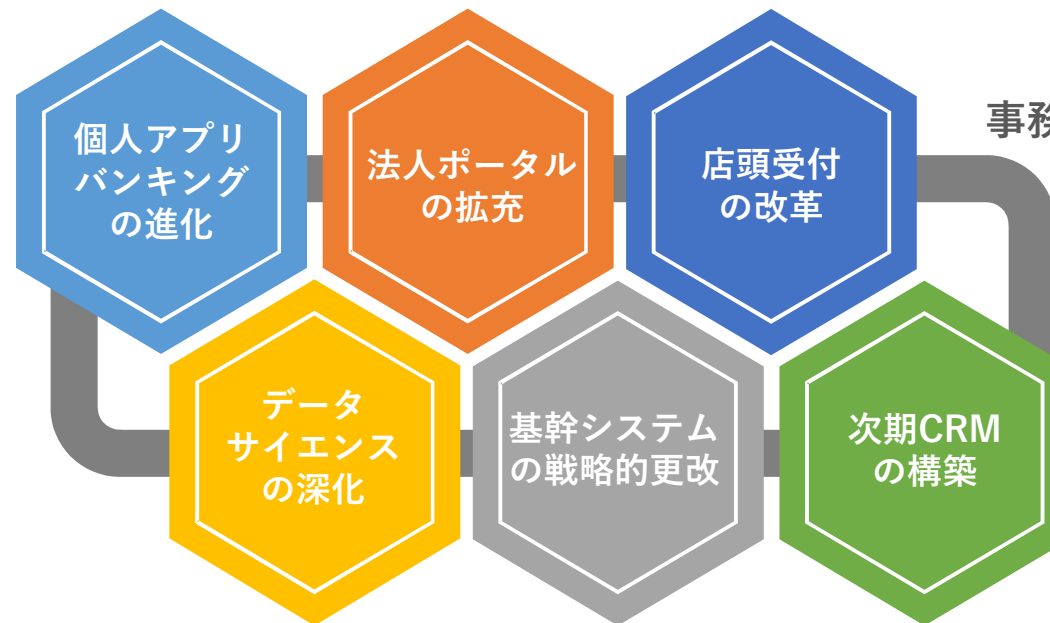 個人アプリ
バンキング
の進化
法人ポータル
の拡充
店頭受付
の改革
事務
データ
サイエンス
の深化
基幹システム
の戦略的更改
次期CRM
の構築